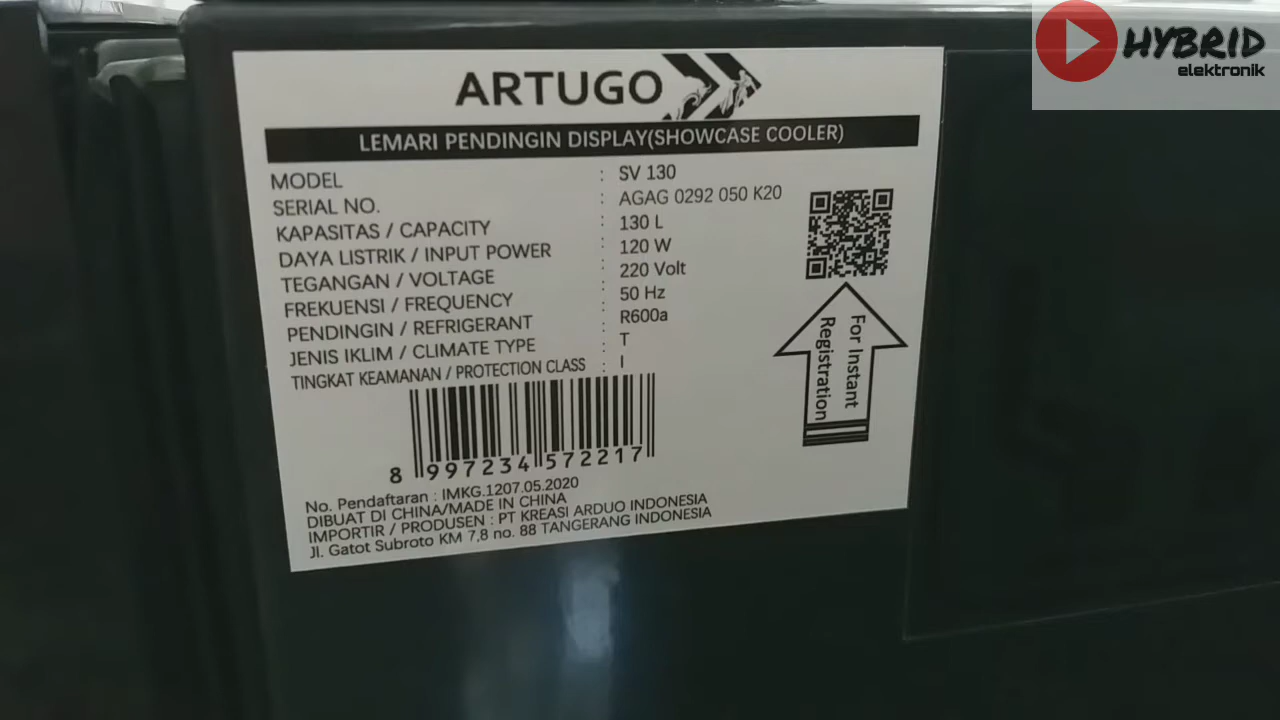 HYBRID
elektronik
ARTUGO
LEMARI PENDINGIN DISPLAY(SHOWCASE COOLER)
MODEL : SV 130
SERIAL NO. : AGAG 0292 050 K20
KAPASITAS / CAPACITY : 130 L
DAYA LISTRIK / INPUT POWER : 120 W
TEGANGAN / VOLTAGE : 220 Volt
FREKUENSI / FREQUENCY : 50 Hz
PENDINGIN / REFRIGERANT : R600a
JENIS IKLIM / CLIMATE TYPE : T
TINGKAT KEAMANAN / PROTECTION CLASS : I
For Instant
Registration
8 997234 572217
No. Pendaftaran : IMKG.1207.05.2020
DIBUAT DI CHINA/MADE IN CHINA
IMPORTIR / PRODUSEN : PT KREASI ARDUO INDONESIA
Jl. Gatot Subroto KM 7,8 no. 88 TANGERANG INDONESIA